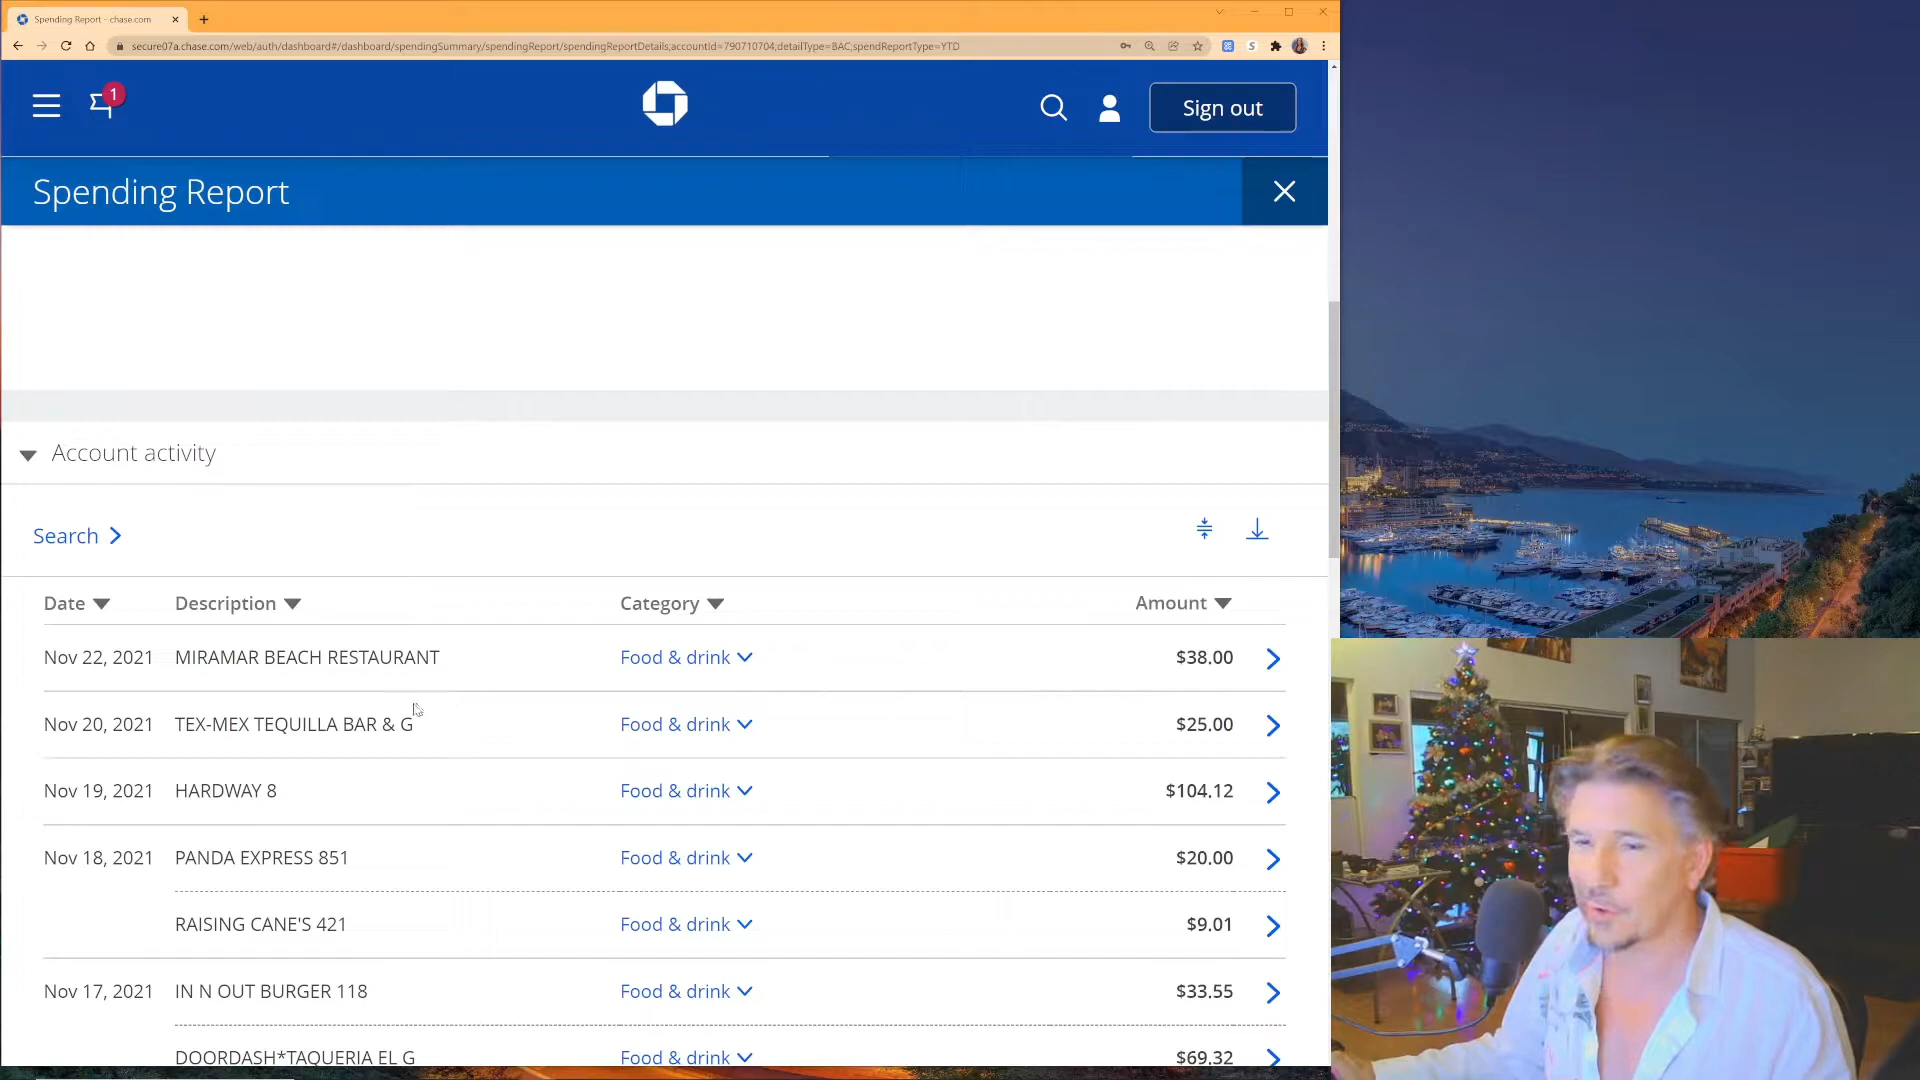 Spending Report - chase.com
secure07a.chase.com/web/auth/dashboard#/dashboard/spendingSummary/spendingReport/spendingReportDetails;accountId=790710704;detailType=BAC;spendReportType=YTD
1
Sign out
Spending Report
Account activity
Search
Date Description Category Amount
Nov 22, 2021 MIRAMAR BEACH RESTAURANT Food & drink $38.00
Nov 20, 2021 TEX-MEX TEQUILLA BAR & G Food & drink $25.00
Nov 19, 2021 HARDWAY 8 Food & drink $104.12
Nov 18, 2021 PANDA EXPRESS 851 Food & drink $20.00
RAISING CANE'S 421 Food & drink $9.01
Nov 17, 2021 IN N OUT BURGER 118 Food & drink $33.55
DOORDASH*TAQUERIA EL G Food & drink $69.32